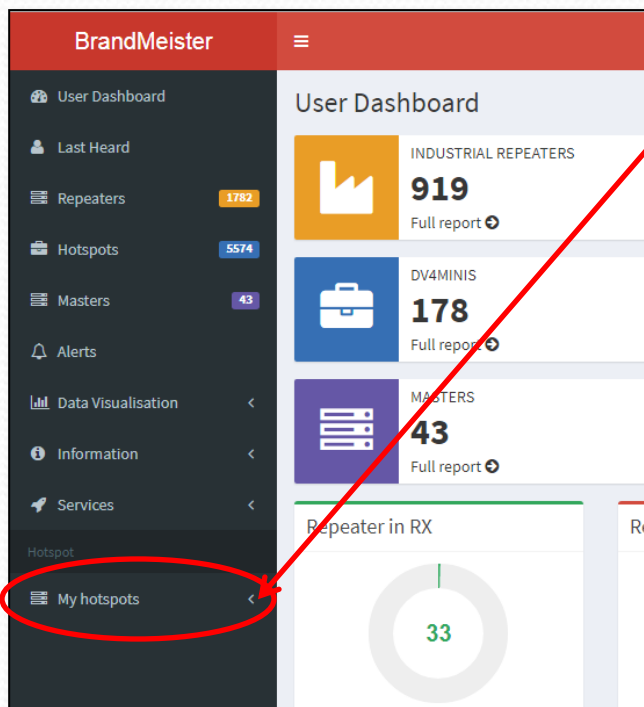 BrandMeister
User Dashboard
Last Heard
Repeaters 1782
Hotspots 5574
Masters 43
Alerts
Data Visualisation
Information
Services
Hotspot
My hotspots
User Dashboard
INDUSTRIAL REPEATERS
919
Full report
DV4MINIS
178
Full report
MASTERS
43
Full report
Repeater in RX
33
Re